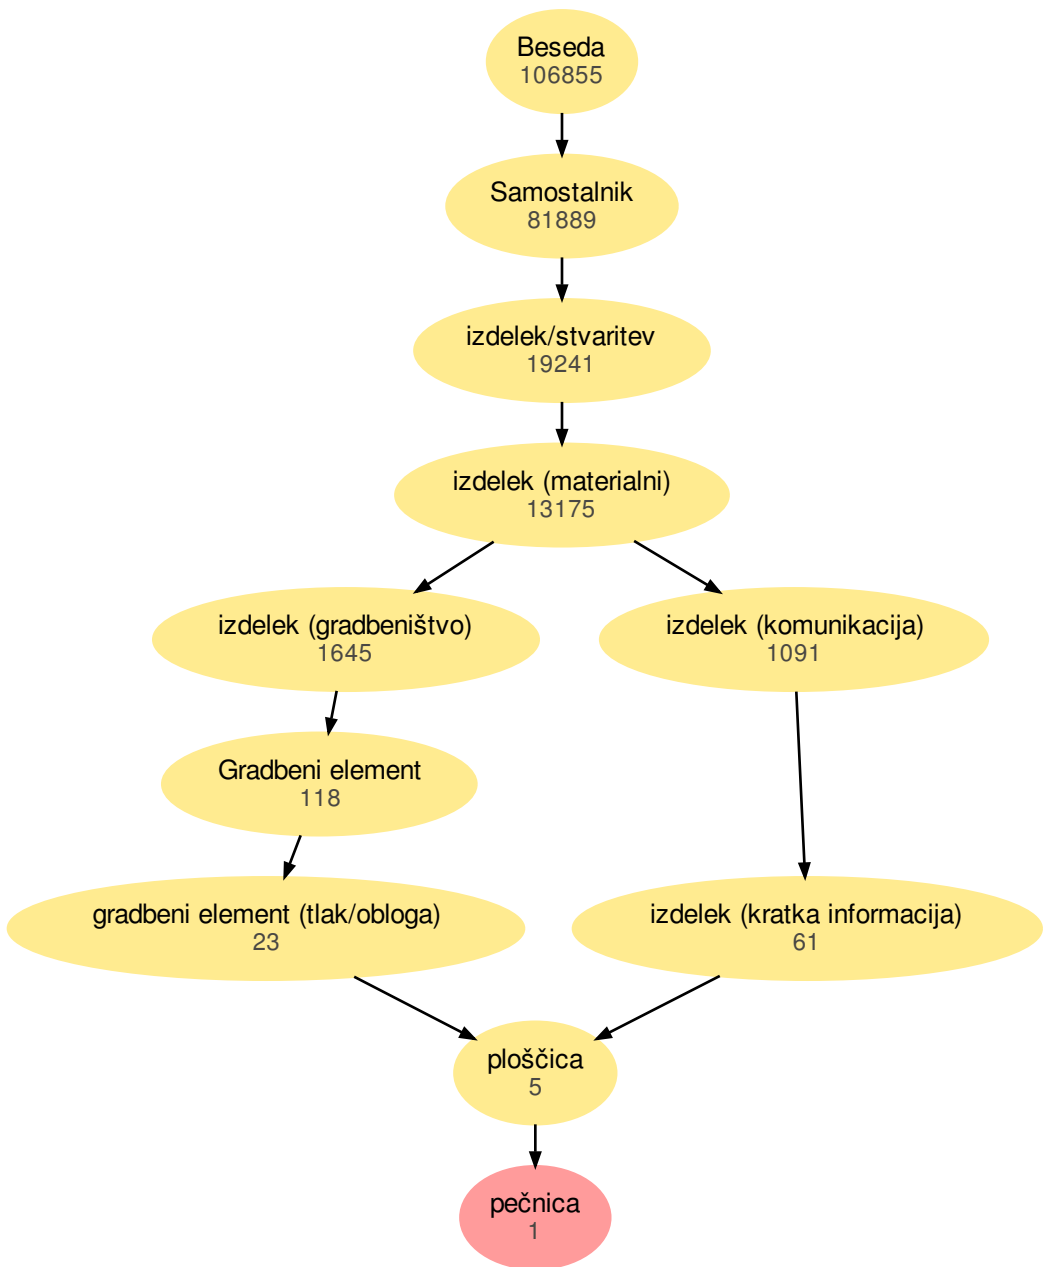 Beseda
106855
Samostalnik
81889
izdelek/stvaritev
19241
izdelek (materialni)
13175
izdelek (gradbeništvo)
1645
izdelek (komunikacija)
1091
Gradbeni element
118
gradbeni element (tlak/obloga)
23
izdelek (kratka informacija)
61
ploščica
5
pečnica
1